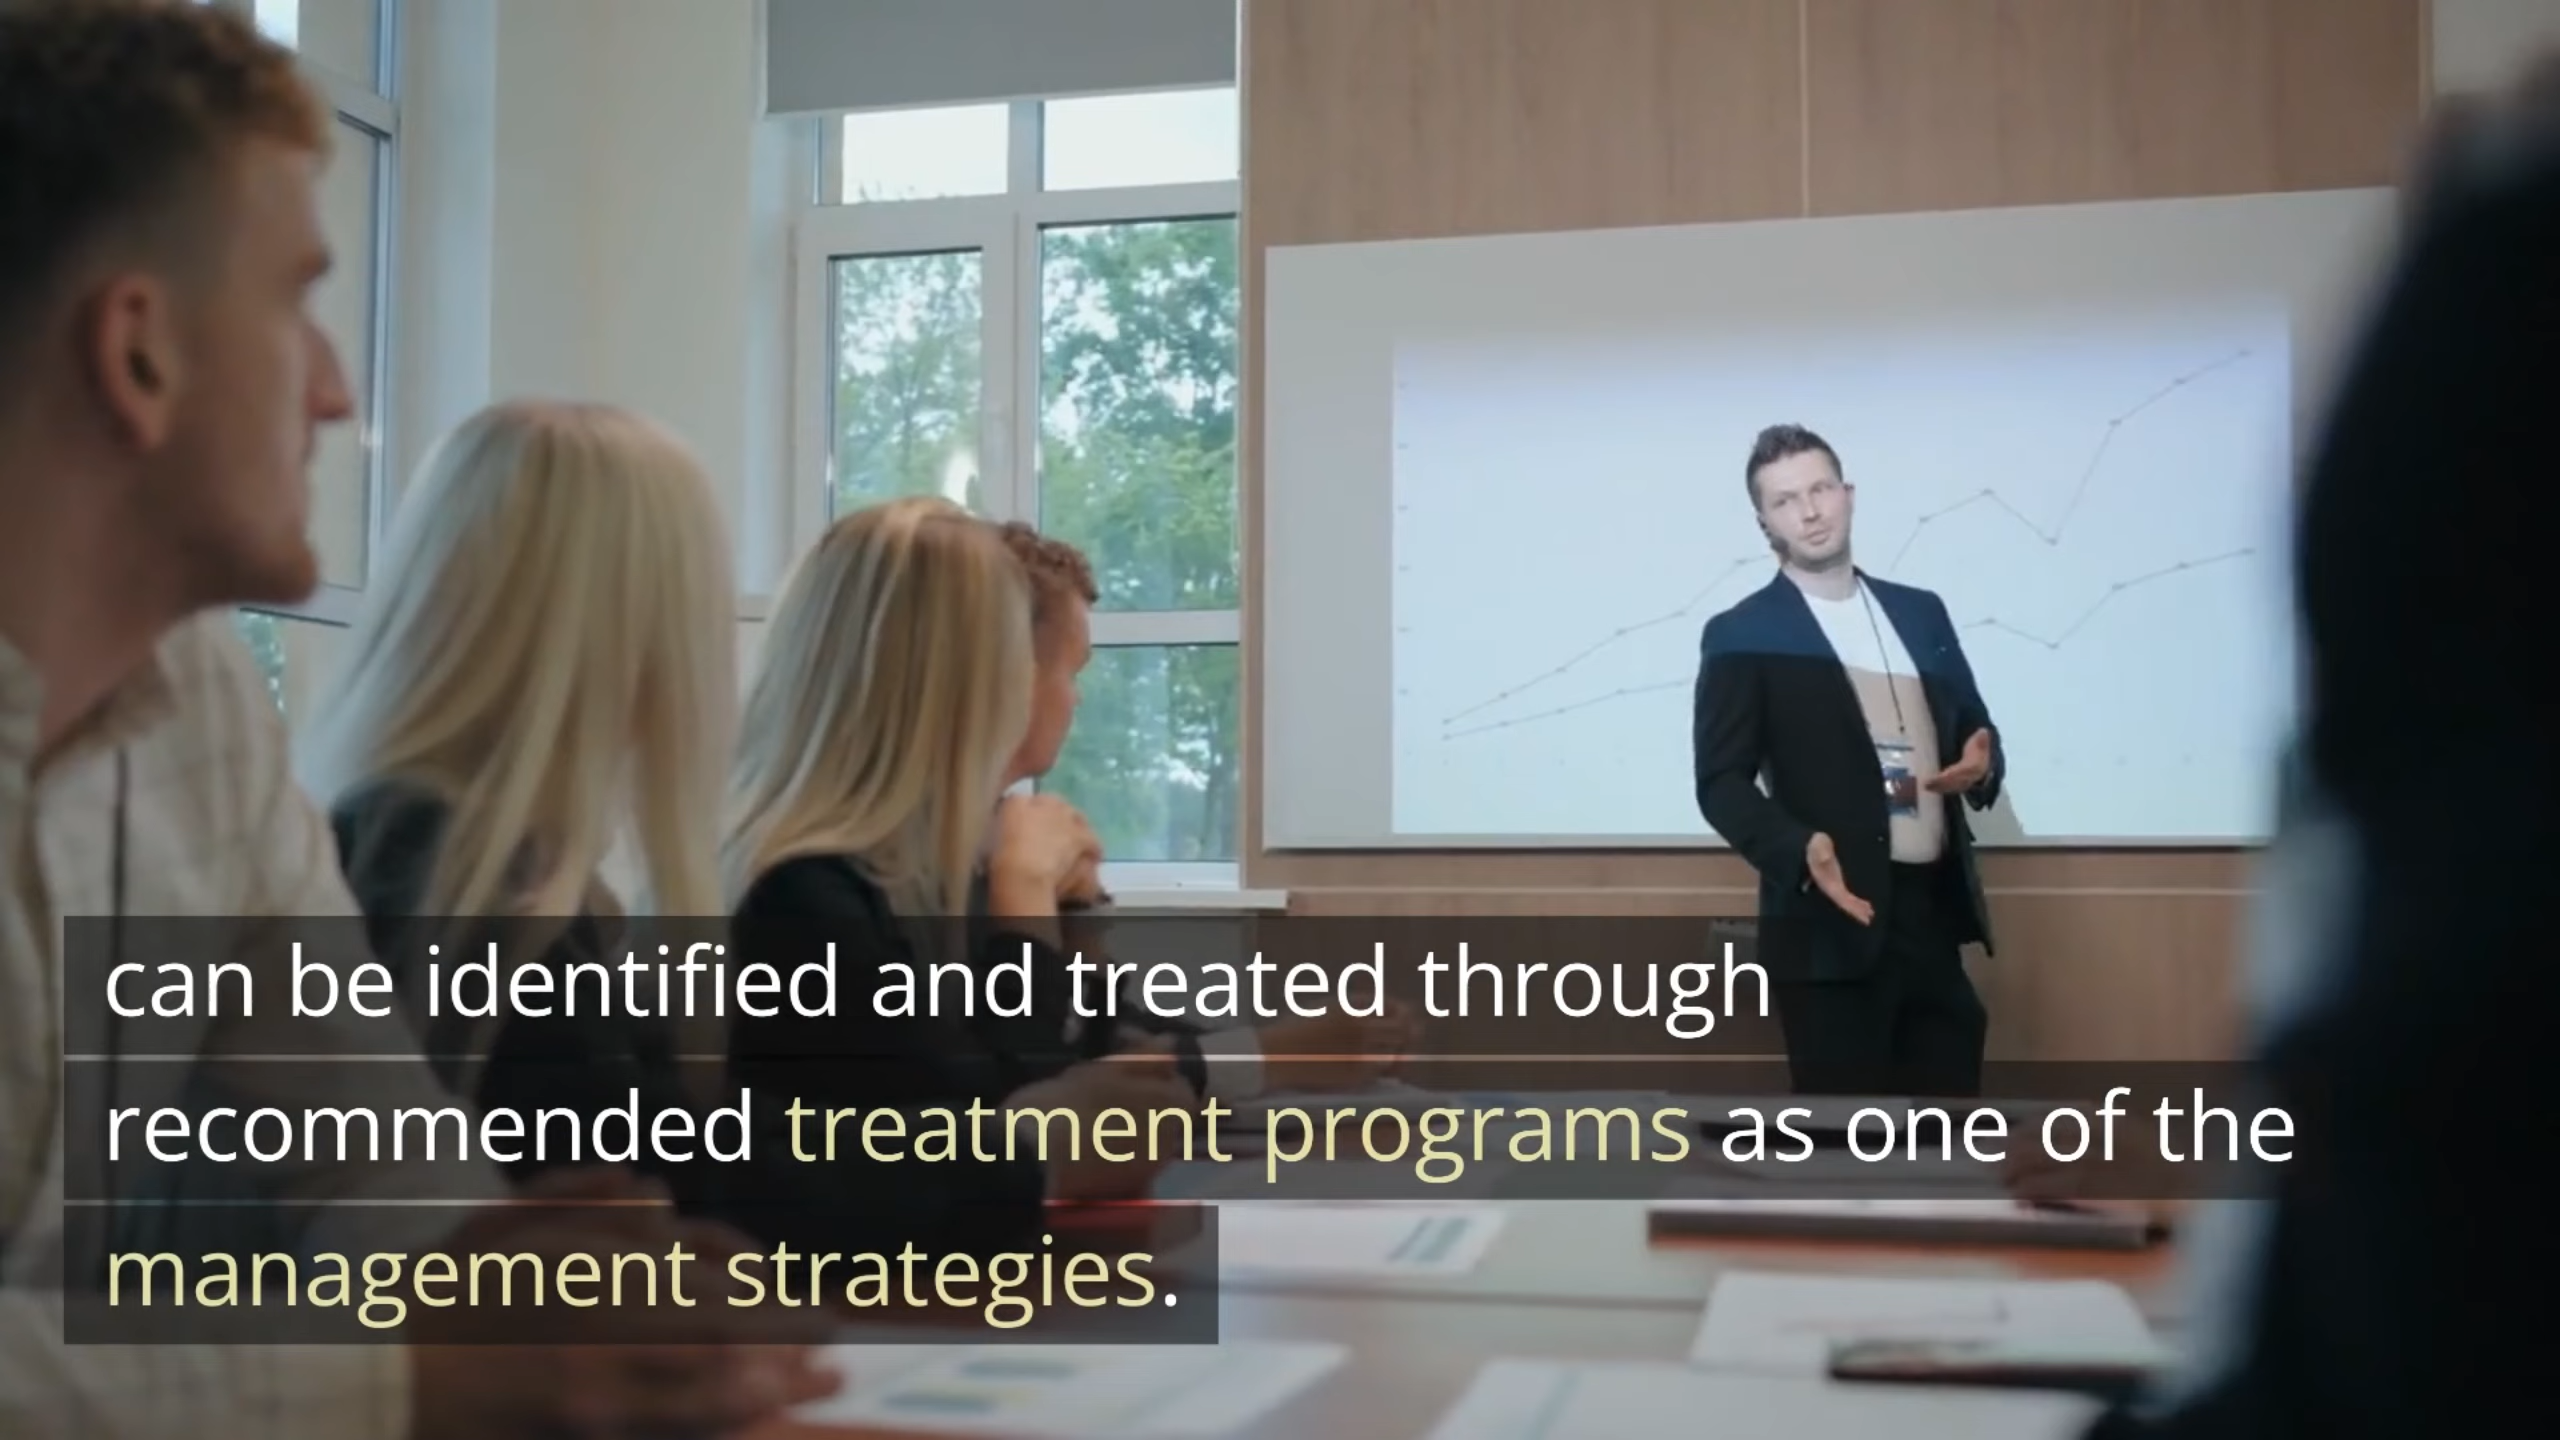 can be identified and treated through
recommended treatment programs as one of the
management strategies.